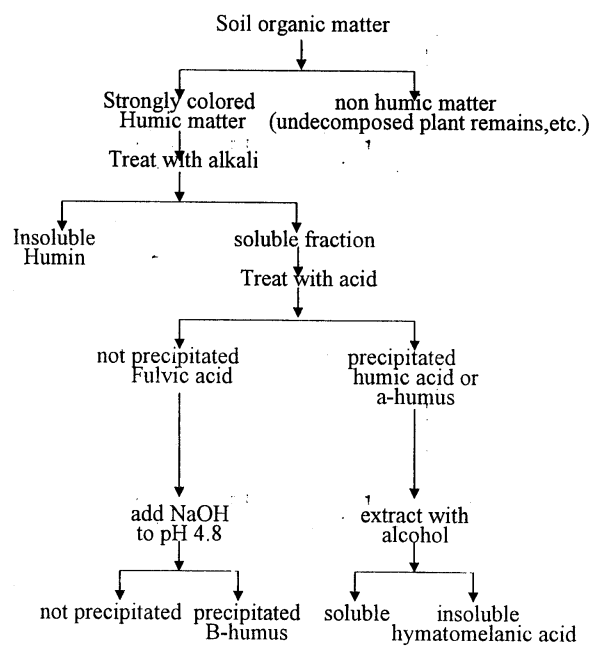 Soil organic matter
Strongly colored
Humic matter
non humic matter
(undecomposed plant remains,etc.)
Treat with alkali
Insoluble
Humin
soluble fraction
Treat with acid
not precipitated
Fulvic acid
precipitated
humic acid or
a-humus
add NaOH
to pH 4.8
extract with
alcohol
not precipitated
precipitated
B-humus
soluble
insoluble
hymatomelanic acid